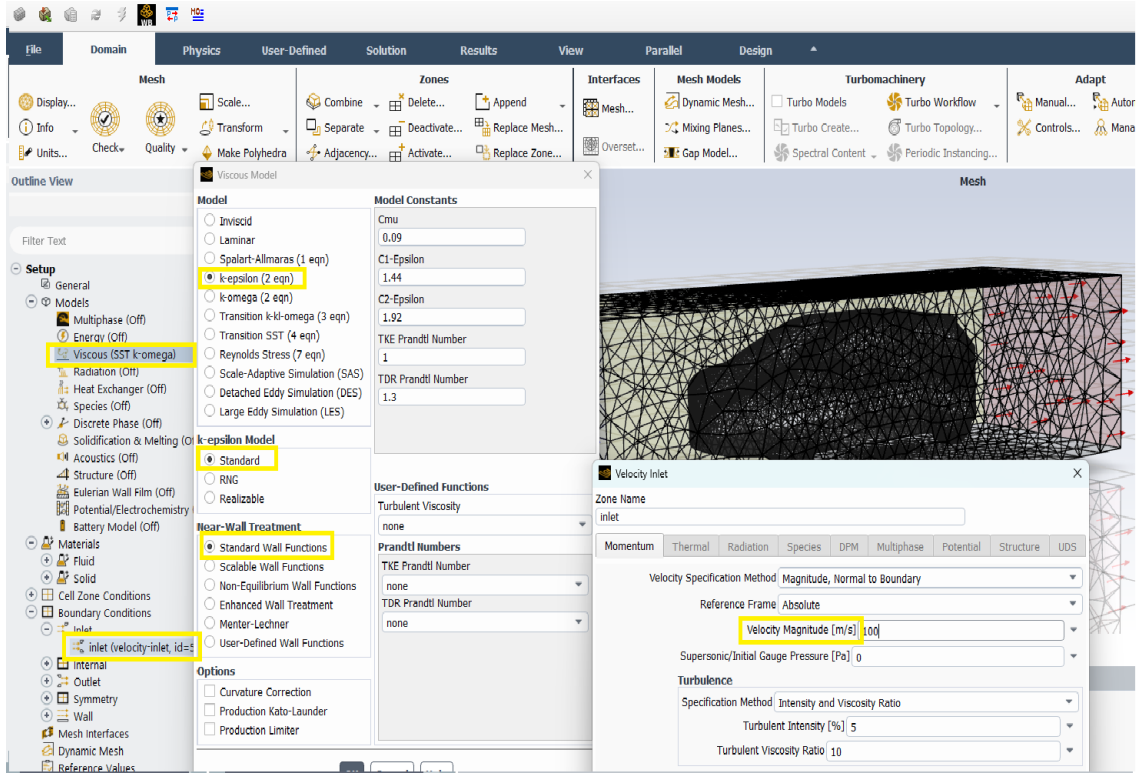 WB
File Domain Physics User-Defined Solution Results View Parallel Design
Mesh
Display...
Info
Units...
Check
Quality
Scale...
Transform
Make Polyhedra
Zones
Combine Delete... Append
Separate Deactivate... Replace Mesh...
Adjacency... Activate... Replace Zone...
Interfaces
Mesh...
Overset...
Mesh Models
Dynamic Mesh...
Mixing Planes...
Gap Model...
Turbomachinery
Turbo Models Turbo Workflow
Turbo Create... Turbo Topology...
Spectral Content Periodic Instancing...
Adapt
Manual... Autor
Controls... Mana
Outline View
Filter Text
Setup
General
Models
Multiphase (Off)
Energy (Off)
Viscous (SST k-omega)
Radiation (Off)
Heat Exchanger (Off)
Species (Off)
Discrete Phase (Off)
Solidification & Melting (Of
Acoustics (Off)
Structure (Off)
Eulerian Wall Film (Off)
Potential/Electrochemistry
Battery Model (Off)
Materials
Fluid
Solid
Cell Zone Conditions
Boundary Conditions
Inlet
inlet (velocity-inlet, id=5
Internal
Outlet
Symmetry
Wall
Mesh Interfaces
Dynamic Mesh
Reference Values
Viscous Model
Model
Inviscid
Laminar
Spalart-Allmaras (1 eqn)
k-epsilon (2 eqn)
k-omega (2 eqn)
Transition k-kl-omega (3 eqn)
Transition SST (4 eqn)
Reynolds Stress (7 eqn)
Scale-Adaptive Simulation (SAS)
Detached Eddy Simulation (DES)
Large Eddy Simulation (LES)
k-epsilon Model
Standard
RNG
Realizable
Near-Wall Treatment
Standard Wall Functions
Scalable Wall Functions
Non-Equilibrium Wall Functions
Enhanced Wall Treatment
Menter-Lechner
User-Defined Wall Functions
Options
Curvature Correction
Production Kato-Launder
Production Limiter
Model Constants
Cmu
0.09
C1-Epsilon
1.44
C2-Epsilon
1.92
TKE Prandtl Number
1
TDR Prandtl Number
1.3
User-Defined Functions
Turbulent Viscosity
none
Prandtl Numbers
TKE Prandtl Number
none
TDR Prandtl Number
none
Mesh
Velocity Inlet
Zone Name
inlet
Momentum Thermal Radiation Species DPM Multiphase Potential Structure UDS
Velocity Specification Method Magnitude, Normal to Boundary
Reference Frame Absolute
Velocity Magnitude [m/s] 100
Supersonic/Initial Gauge Pressure [Pa] 0
Turbulence
Specification Method Intensity and Viscosity Ratio
Turbulent Intensity [%] 5
Turbulent Viscosity Ratio 10